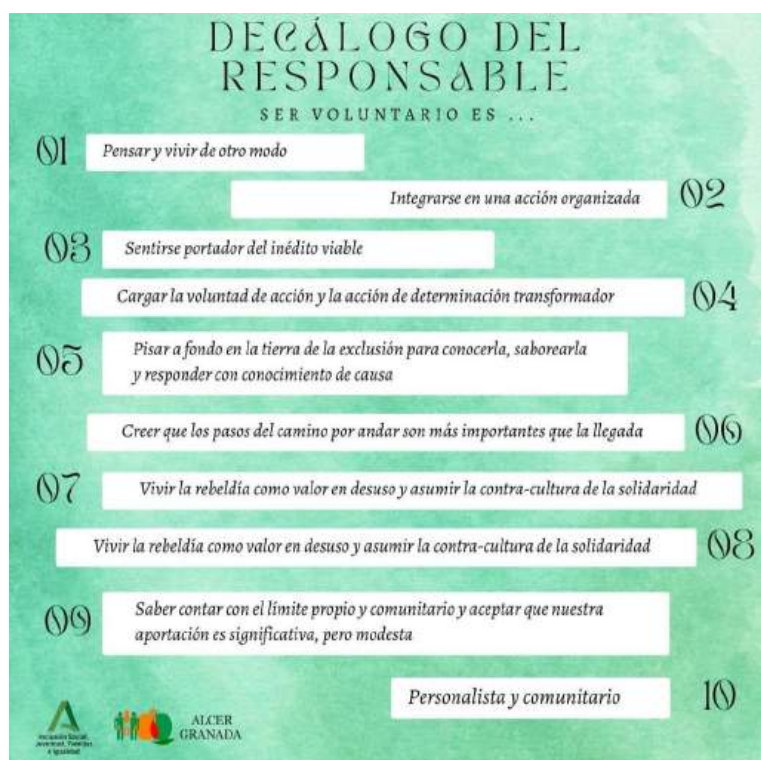 DECÁLOGO DEL
RESPONSABLE
SER VOLUNTARIO ES ...
01 Pensar y vivir de otro modo
Integrarse en una acción organizada 02
03 Sentirse portador del inédito viable
Cargar la voluntad de acción y la acción de determinación transformador 04
05 Pisar a fondo en la tierra de la exclusión para conocerla, saborearla
y responder con conocimiento de causa
Creer que los pasos del camino por andar son más importantes que la llegada 06
07 Vivir la rebeldía como valor en desuso y asumir la contra-cultura de la solidaridad
Vivir la rebeldía como valor en desuso y asumir la contra-cultura de la solidaridad 08
09 Saber contar con el límite propio y comunitario y aceptar que nuestra
aportación es significativa, pero modesta
Personalista y comunitario 10
Inclusión Social,
Juventud, Familias
e Igualdad
ALCER
GRANADA